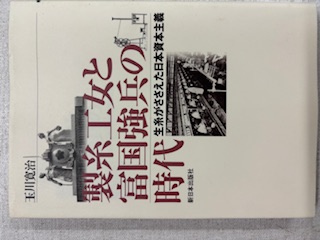 製糸工女と
富国強兵の
時代
生糸がささえた日本資本主義
玉川寛治
新日本出版社